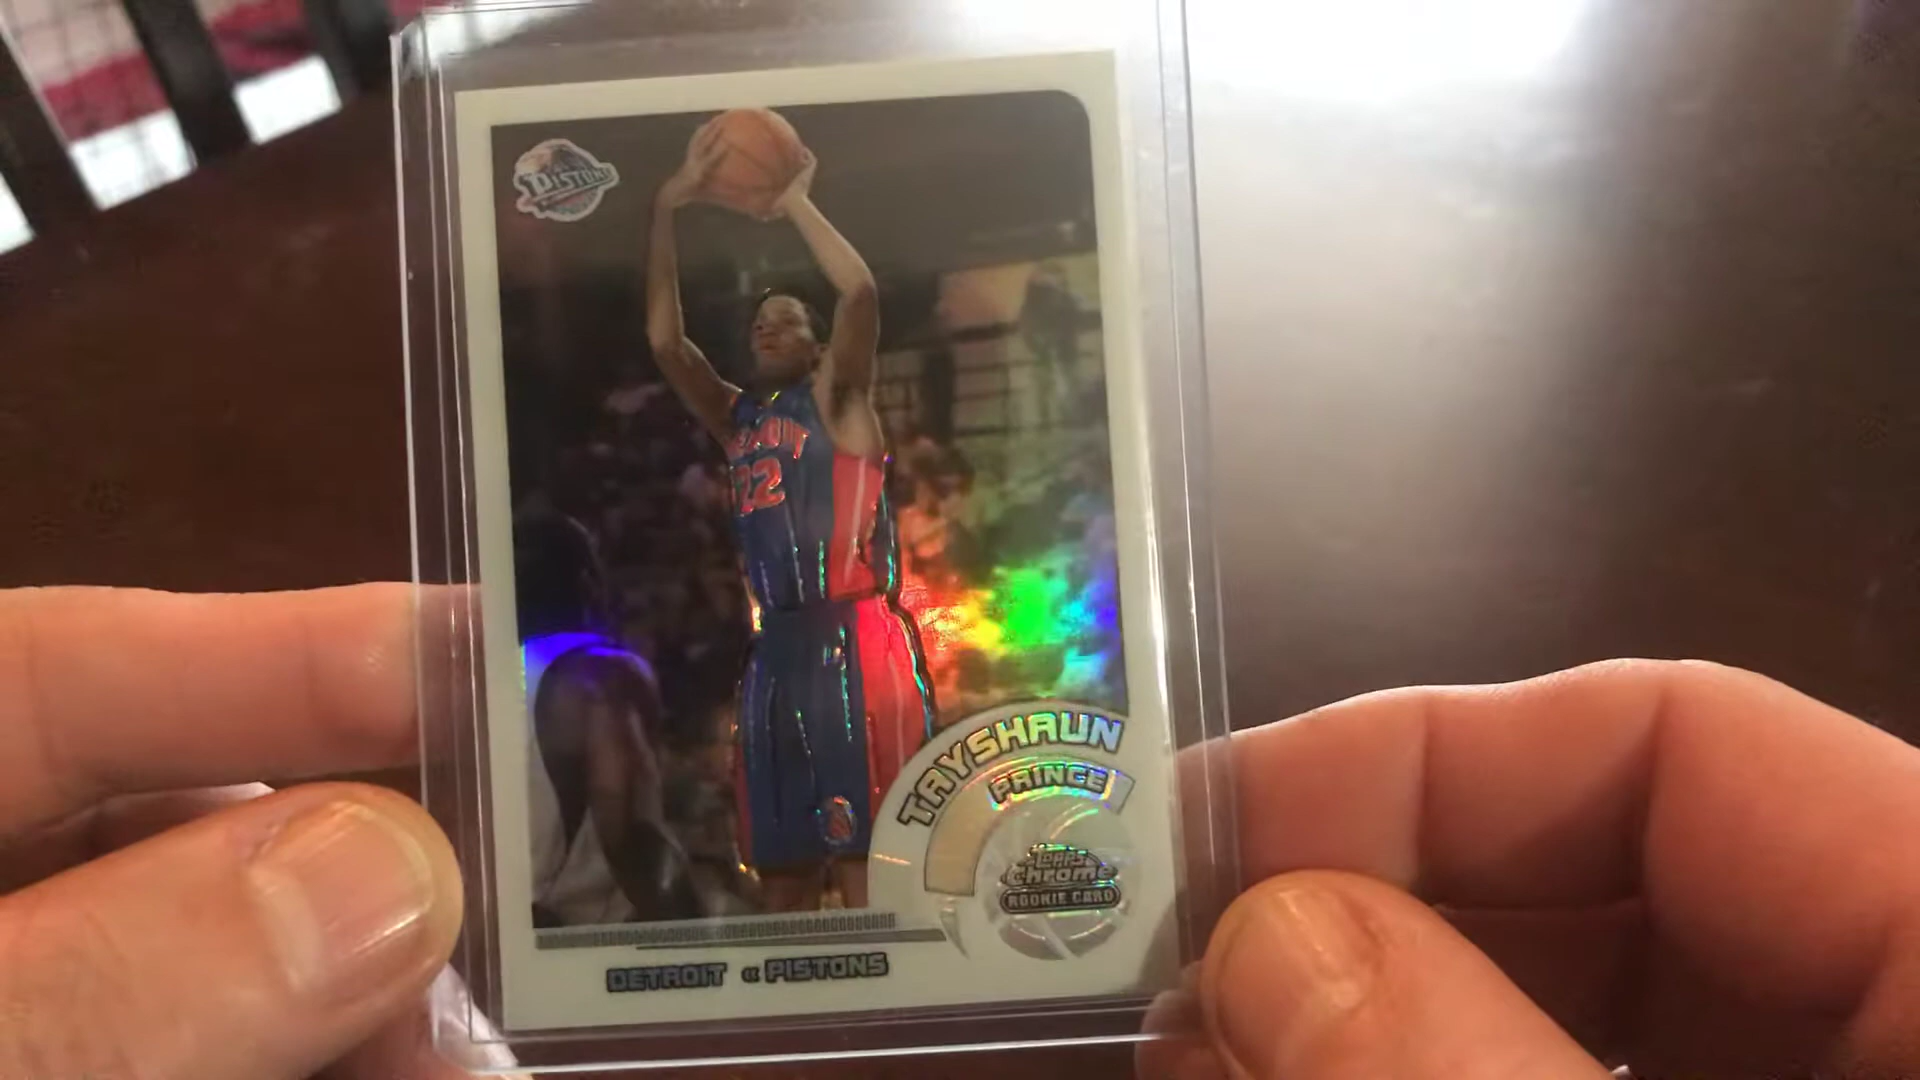 PISTONS
DETROIT
22
TAYSHAUN
PRINCE
TOPPS
Chrome
ROOKIE CARD
DETROIT « PISTONS